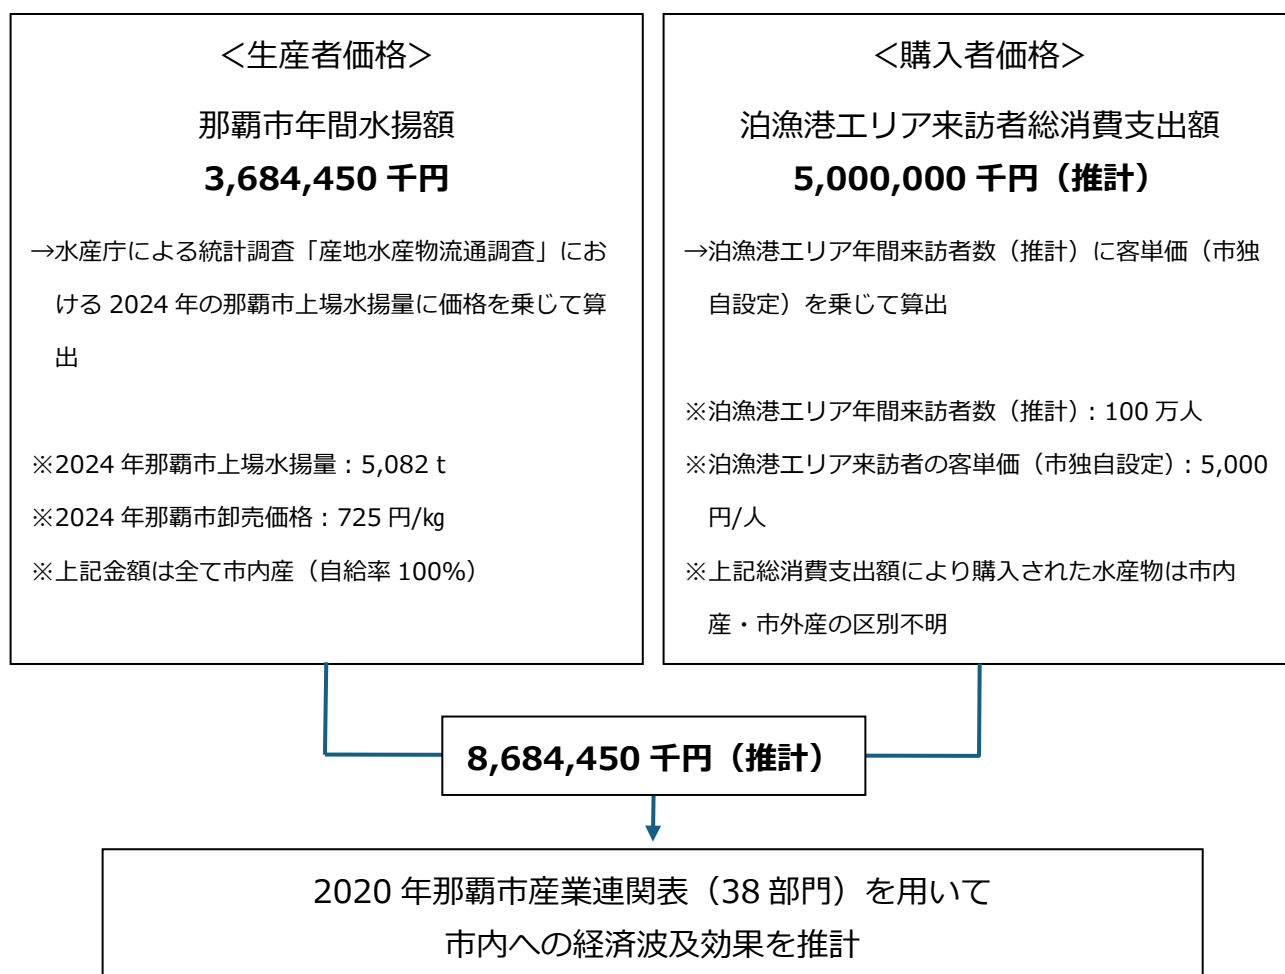 ＜生産者価格＞
那覇市年間水揚額
3,684,450 千円
→水産庁による統計調査「産地水産物流通調査」にお
ける 2024 年の那覇市上場水揚量に価格を乗じて算
出
※2024 年那覇市上場水揚量：5,082 t
※2024 年那覇市卸売価格：725 円/㎏
※上記金額は全て市内産（自給率 100%）
＜購入者価格＞
泊漁港エリア来訪者総消費支出額
5,000,000 千円（推計）
→泊漁港エリア年間来訪者数（推計）に客単価（市独
自設定）を乗じて算出
※泊漁港エリア年間来訪者数（推計）：100 万人
※泊漁港エリア来訪者の客単価（市独自設定）：5,000
円/人
※上記総消費支出額により購入された水産物は市内
産・市外産の区別不明
8,684,450 千円（推計）
2020 年那覇市産業連関表（38 部門）を用いて
市内への経済波及効果を推計